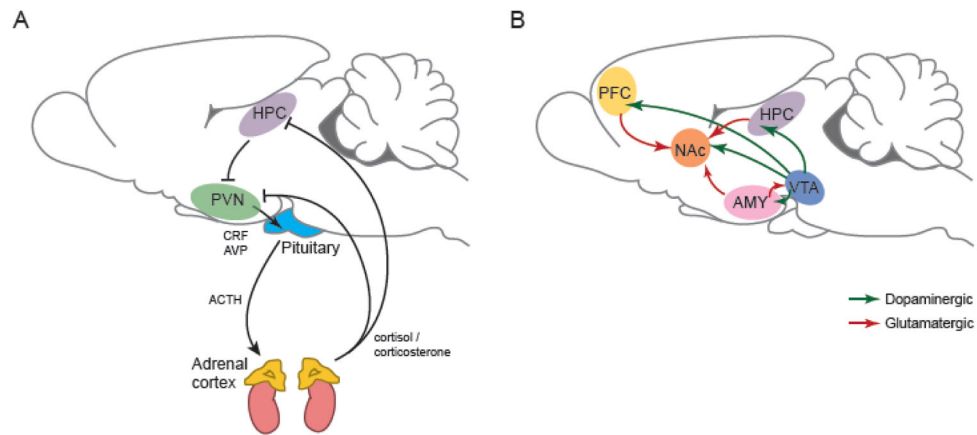 A
HPC
PVN
CRF
AVP
Pituitary
ACTH
cortisol /
corticosterone
Adrenal
cortex
B
PFC
HPC
NAc
AMY
VTA
Dopaminergic
Glutamatergic